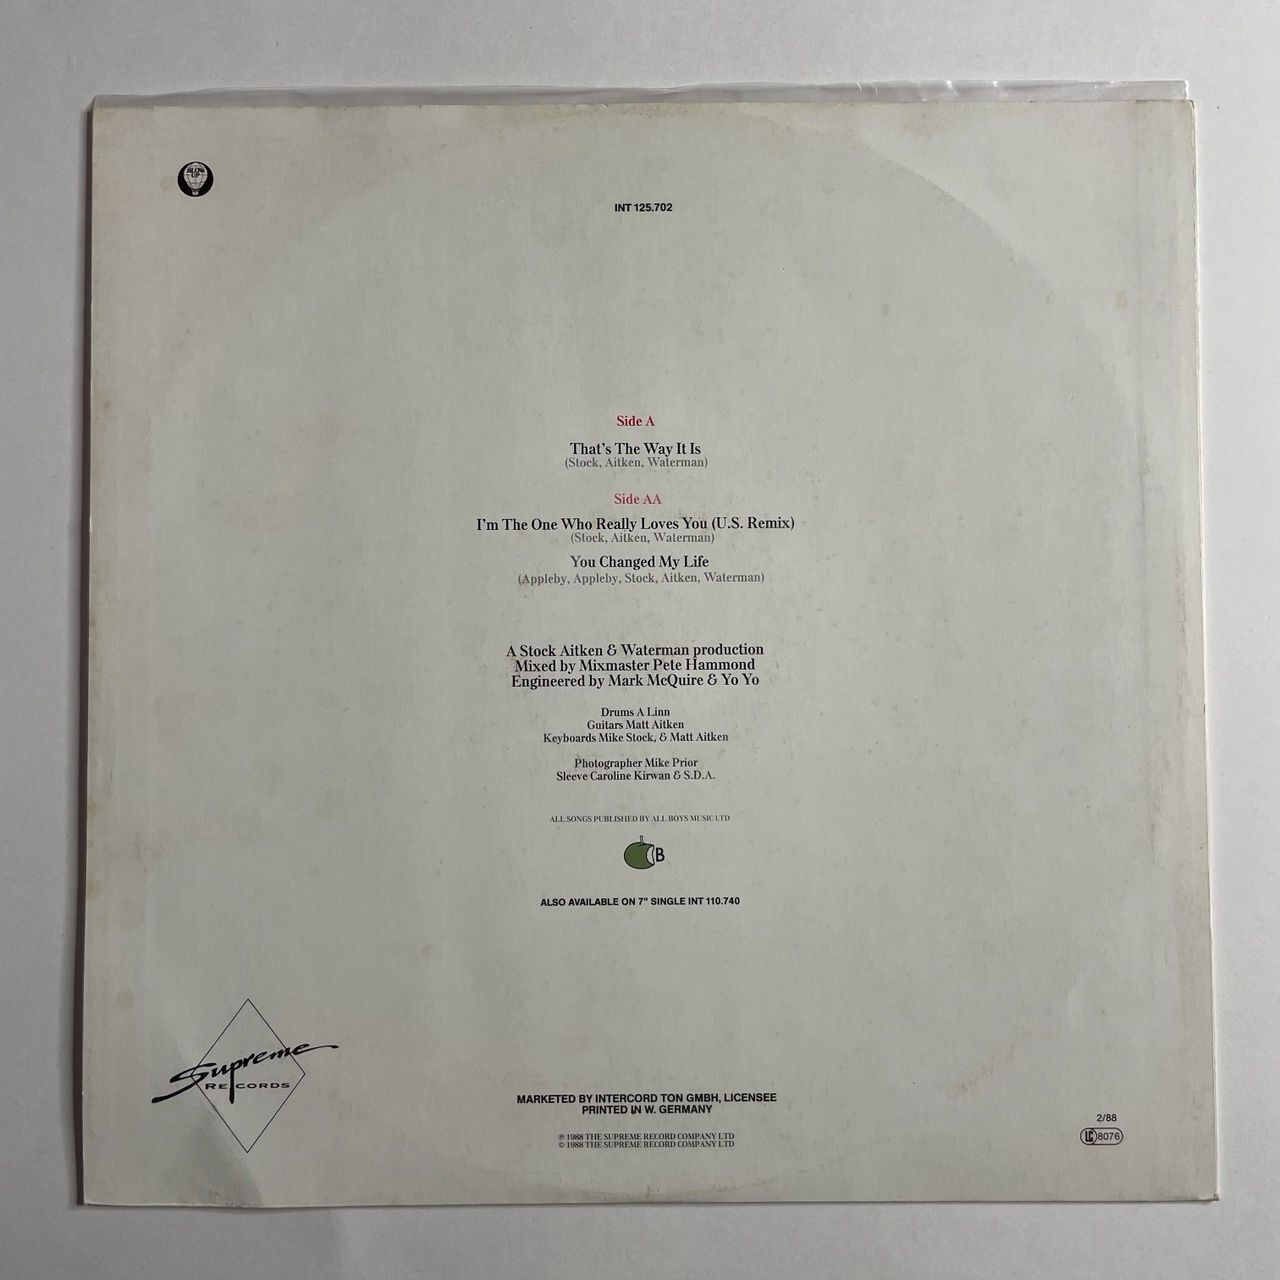 BLOW
UP
INT 125.702
Side A
That's The Way It Is
(Stock, Aitken, Waterman)
Side AA
I'm The One Who Really Loves You (U.S. Remix)
(Stock, Aitken, Waterman)
You Changed My Life
(Appleby, Appleby, Stock, Aitken, Waterman)
A Stock Aitken & Waterman production
Mixed by Mixmaster Pete Hammond
Engineered by Mark McQuire & Yo Yo
Drums A Linn
Guitars Matt Aitken
Keyboards Mike Stock, & Matt Aitken
Photographer Mike Prior
Sleeve Caroline Kirwan & S.D.A.
ALL SONGS PUBLISHED BY ALL BOYS MUSIC LTD
B
ALSO AVAILABLE ON 7" SINGLE INT 110.740
Supreme
RECORDS
MARKETED BY INTERCORD TON GMBH, LICENSEE
PRINTED IN W. GERMANY
℗ 1988 THE SUPREME RECORD COMPANY LTD
© 1988 THE SUPREME RECORD COMPANY LTD
2/88
LC 8076